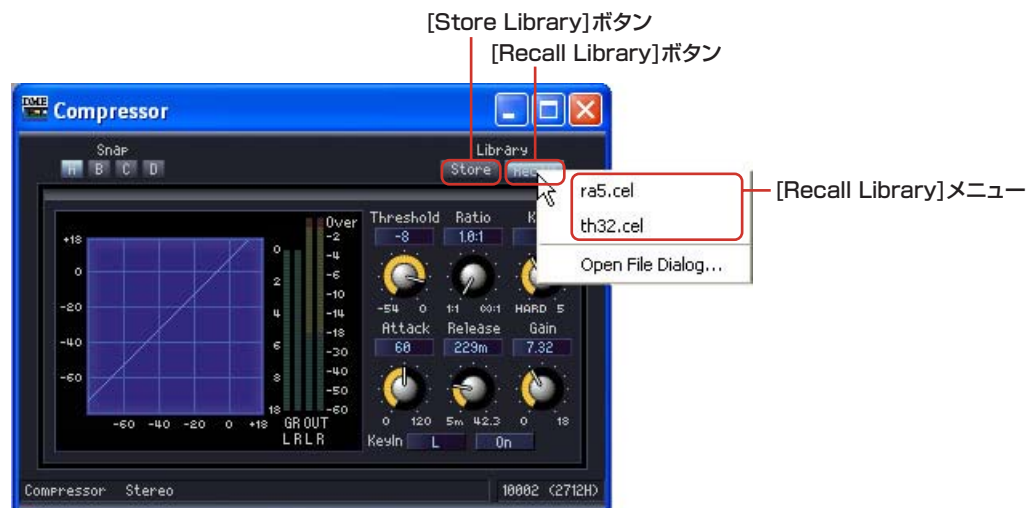 [Store Library]ボタン
[Recall Library]ボタン
DME Compressor
Snap Library
A B C D Store
[Recall Library]メニュー
ra5.cel
th32.cel
Open File Dialog...
Threshold Ratio
-8 1.0:1
-54 0 1:1 ∞:1 HARD 5
Attack Release Gain
60 229m 7.32
0 120 5m 42.3 0 18
KeyIn L On
+18
0
-20
-40
-60
-60 -40 -20 0 +18
0
2
4
6
8
18
Over
-2
-4
-6
-10
-14
-18
-30
-40
-50
-60
GR OUT
L R L R
Compressor Stereo 10002 (2712H)